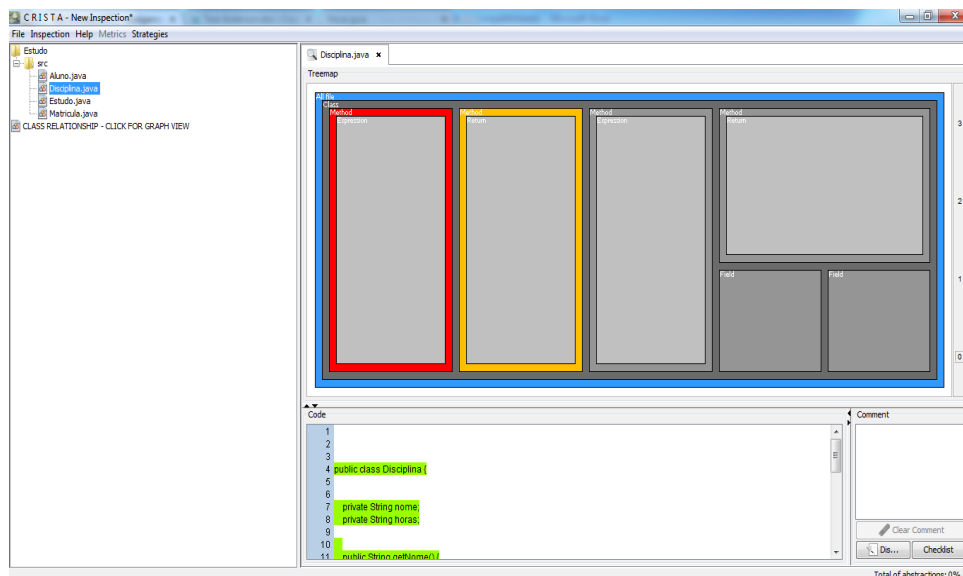 C R I S T A - New Inspection*
File Inspection Help Metrics Strategies
Estudo
src
Aluno.java
Disciplina.java
Estudo.java
Matricula.java
CLASS RELATIONSHIP - CLICK FOR GRAPH VIEW
Disciplina.java
Treemap
All file
Class
Method Method Method Method
Expression Return Expression Return
Field Field
3
2
1
0
Code
1
2
3
4 public class Disciplina {
5
6
7 private String nome;
8 private String horas;
9
10
11 public String getNome() {
Comment
Clear Comment
Dis... Checklist
Total of abstractions: 0%